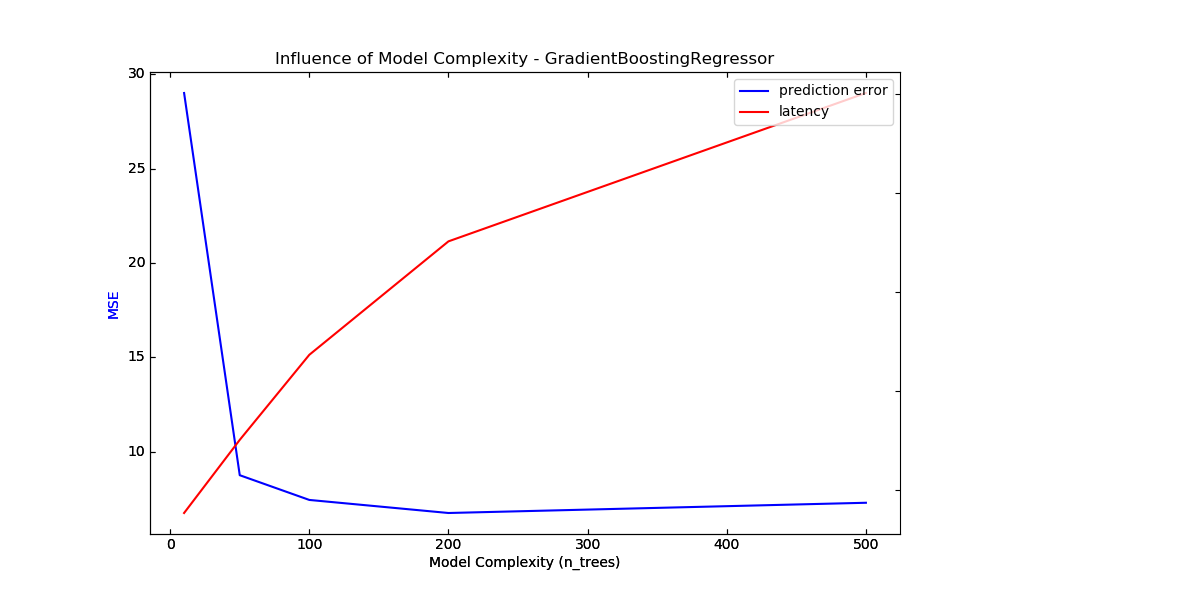 Influence of Model Complexity - GradientBoostingRegressor
prediction error
latency
30
25
20
15
10
MSE
0 100 200 300 400 500
Model Complexity (n_trees)